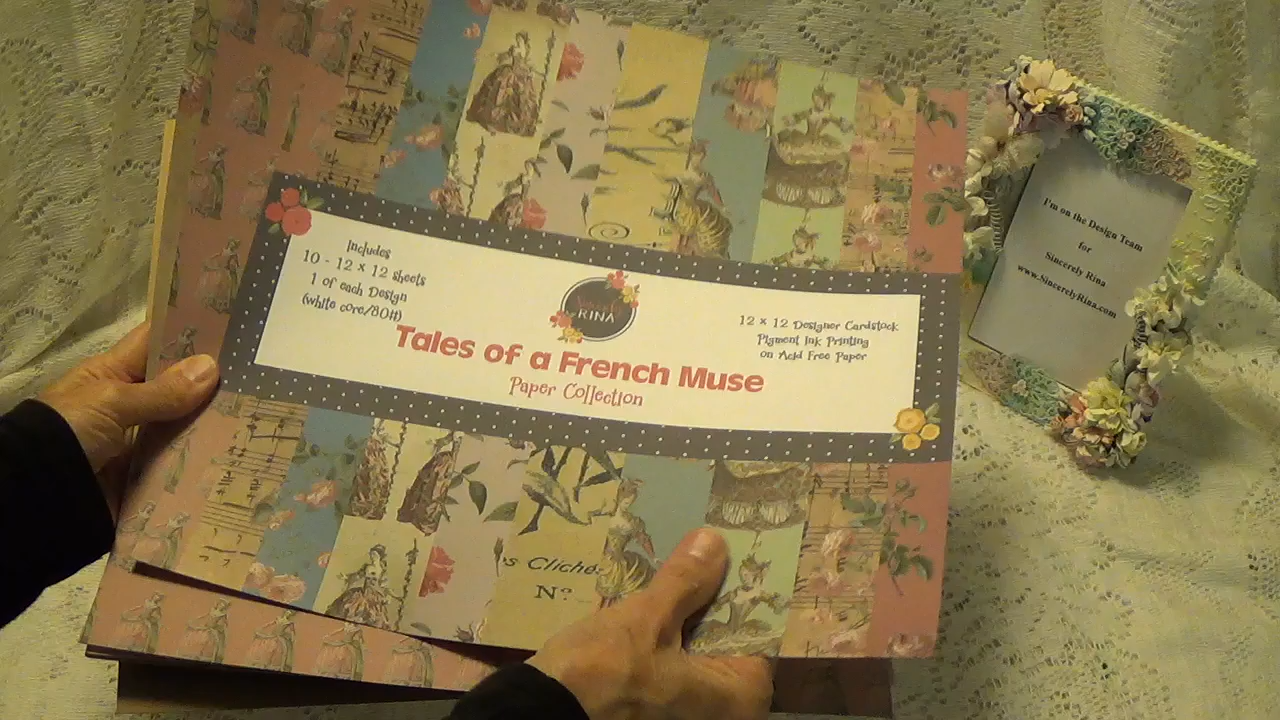 Includes
10 - 12 x 12 sheets
1 of each Design
(white core/80#)
Sincerely
RINA
12 x 12 Designer Cardstock
Pigment Ink Printing
on Acid Free Paper
Tales of a French Muse
Paper Collection
s Cliché
N°
I'm on the Design Team
for
Sincerely Rina
www.SincerelyRina.com